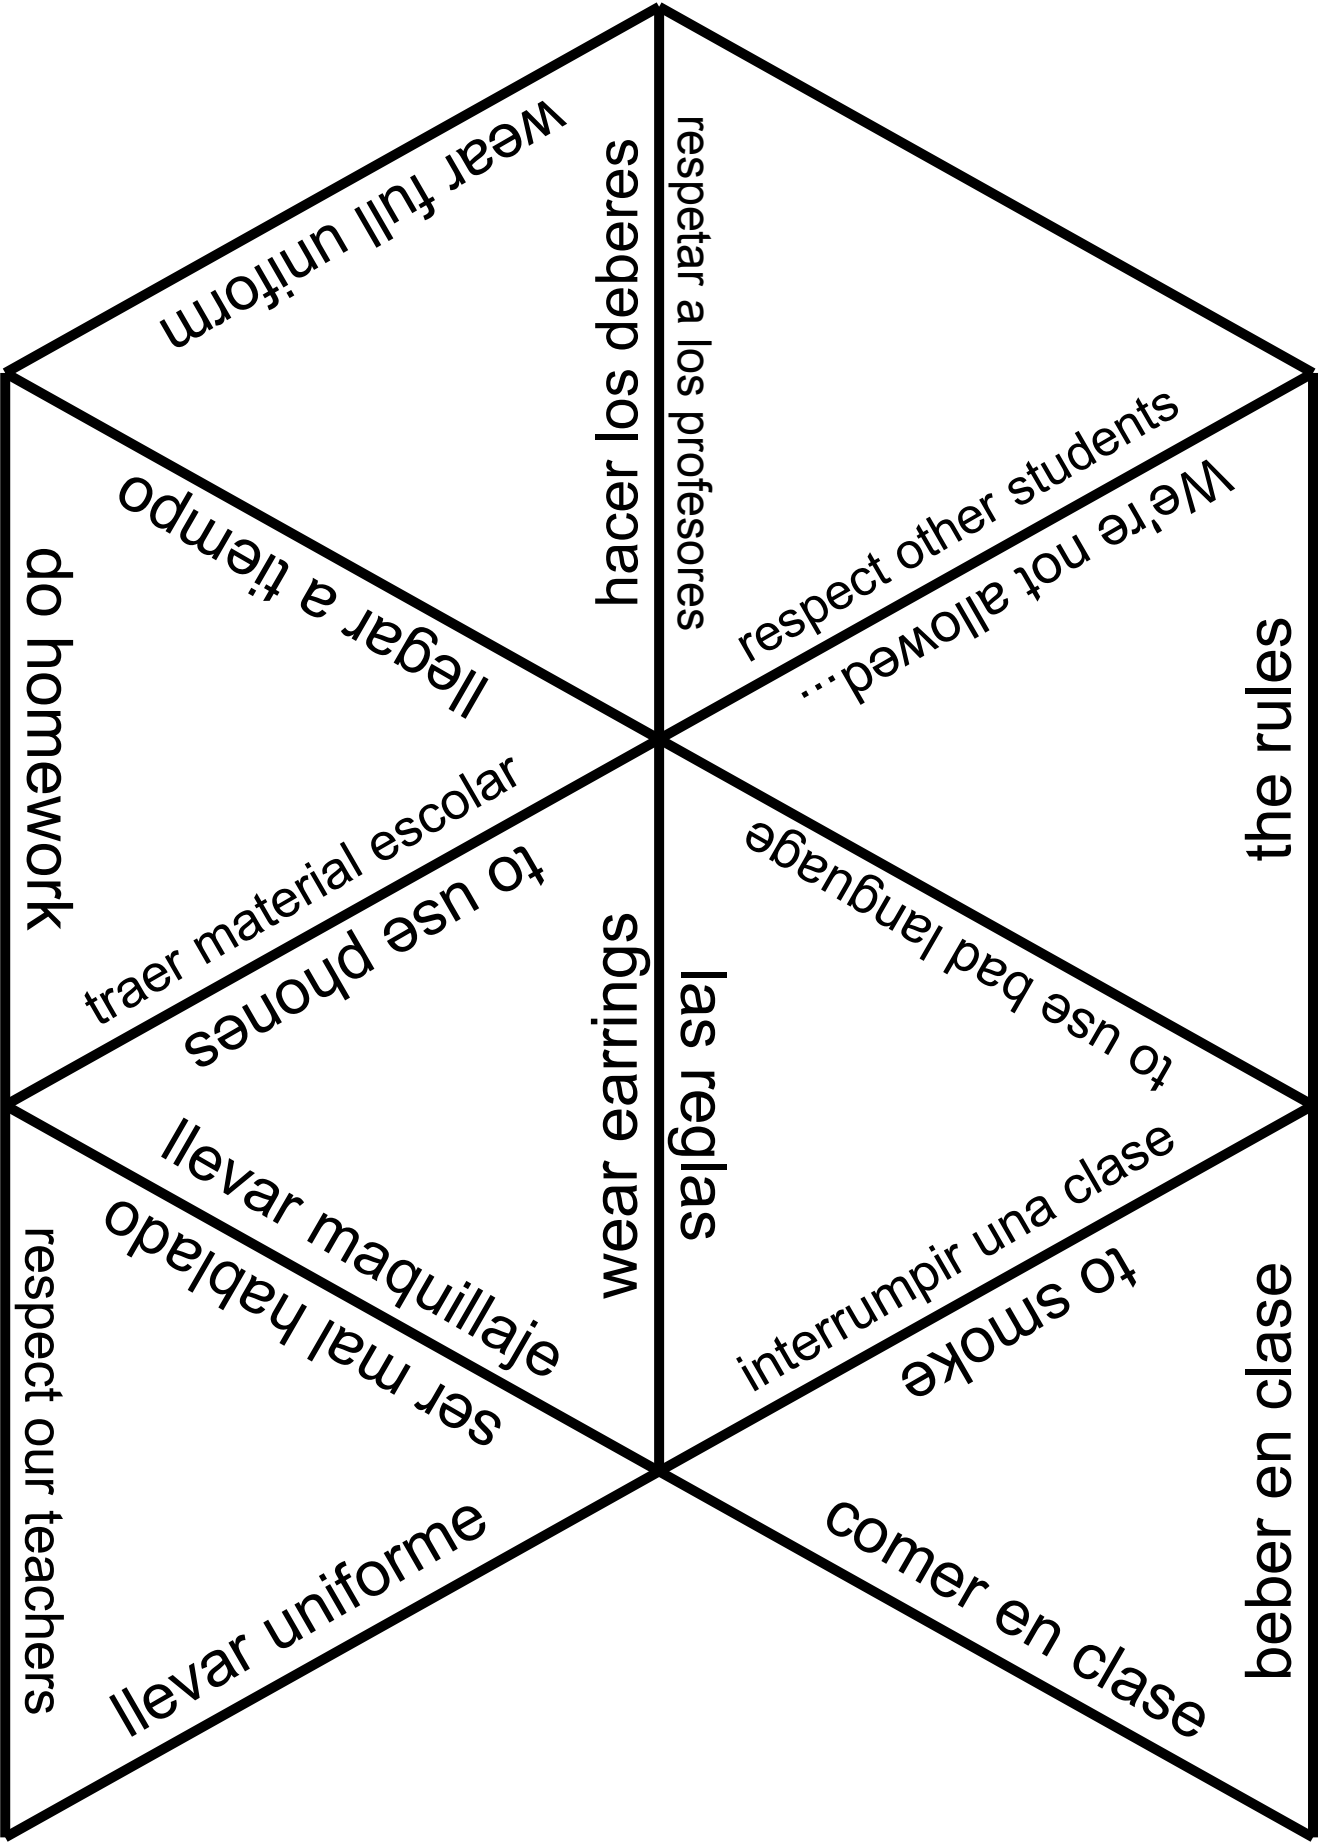 wear full uniform
hacer los deberes
respetar a los profesores
respect other students
We're not allowed...
the rules
llegar a tiempo
do homework
traer material escolar
to use phones
wear earrings
las reglas
to use bad language
llevar maquillaje
interrumpir una clase
ser mal hablado
respect our teachers
llevar uniforme
to smoke
beber en clase
comer en clase